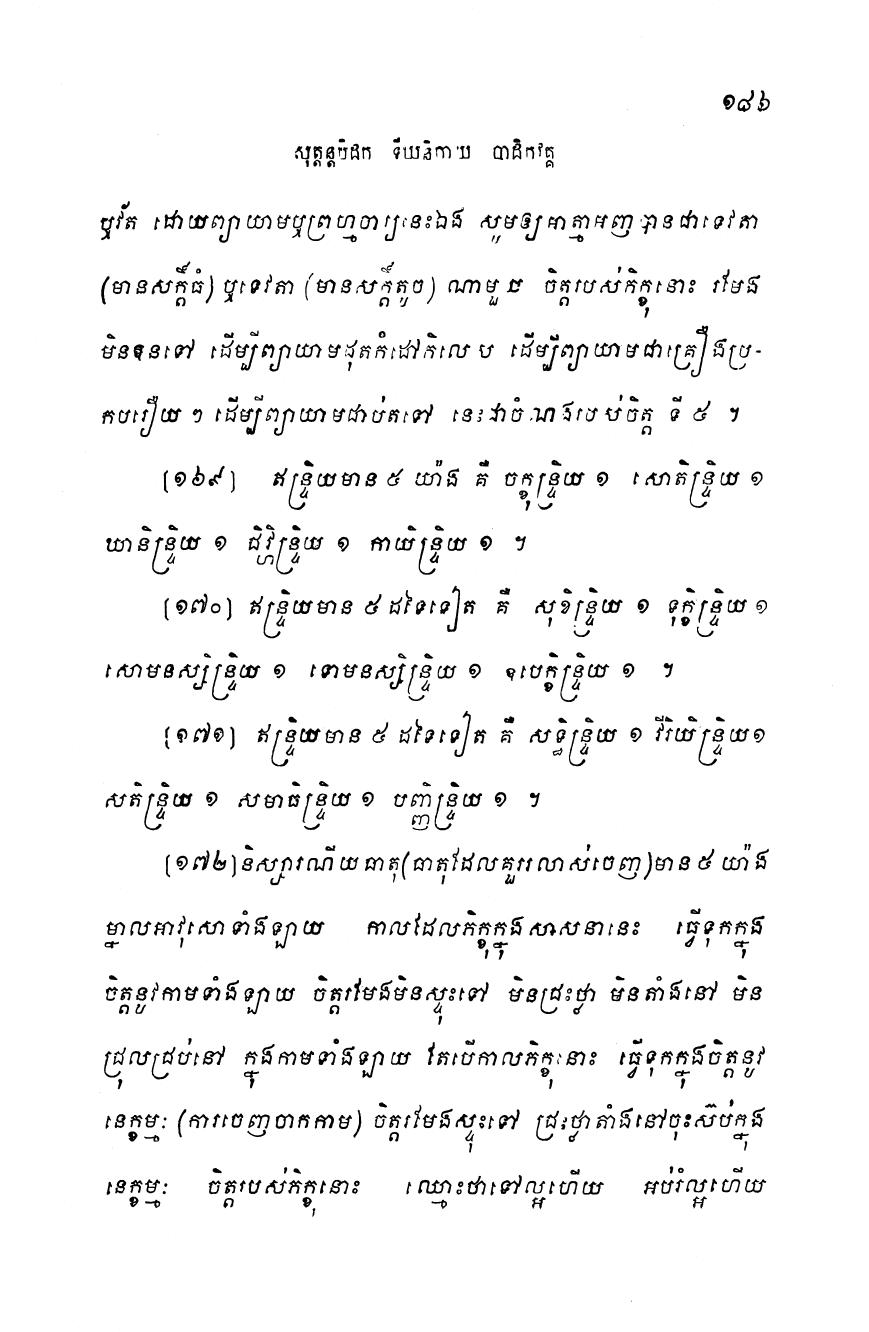 ១៨៦
សុត្តន្តបិដក ទីឃនិកាយ បាដិកវគ្គ
ឬវ័ត ដោយព្យាយាមឬព្រហ្មចារ្យនេះឯង សូមឲ្យអាត្មាអញ បានជាទេវតា
(មានសក្តិ៍ធំ) ឬទេវតា (មានសក្តិ៍តូច) ណាមួយ ចិត្តរបស់ភិក្ខុនោះ រមែង
មិនឱនទៅ ដើម្បីព្យាយាមដុតកំដៅកិលេស ដើម្បីព្យាយាមជាគ្រឿងប្រ-
កបរឿយ ៗ ដើម្បីព្យាយាមជាប់តទៅ នេះជាចំណងរបស់ចិត្ត ទី ៥ ។
[១៦៩] ឥន្ទ្រិយមាន ៥ យ៉ាង គឺ ចក្ខុន្ទ្រិយ ១ សោតិន្ទ្រិយ ១
ឃានិន្ទ្រិយ ១ ជិវ្ហិន្ទ្រិយ ១ កាយិន្ទ្រិយ ១ ។
[១៧០] ឥន្ទ្រិយមាន ៥ ដទៃទៀត គឺ សុខិន្ទ្រិយ ១ ទុក្ខិន្ទ្រិយ ១
សោមនស្សិន្ទ្រិយ ១ ទោមនស្សិន្ទ្រិយ ១ ឧបេក្ខិន្ទ្រិយ ១ ។
[១៧១] ឥន្ទ្រិយមាន ៥ ដទៃទៀត គឺ សទ្ធិន្ទ្រិយ ១ វីរិយិន្ទ្រិយ ១
សតិន្ទ្រិយ ១ សមាធិន្ទ្រិយ ១ បញ្ញិន្ទ្រិយ ១ ។
[១៧២] និស្សារណីយធាតុ (ធាតុដែលគួររលាស់ចេញ) មាន ៥ យ៉ាង
ម្នាលអាវុសោទាំងឡាយ កាលដែលភិក្ខុក្នុងសាសនានេះ ធ្វើទុកក្នុង
ចិត្តនូវកាមទាំងឡាយ ចិត្តរមែងមិនស្ទុះទៅ មិនជ្រះថ្លា មិនតាំងនៅ មិន
ជ្រុលជ្រប់នៅ ក្នុងកាមទាំងឡាយ តែបើកាលភិក្ខុនោះ ធ្វើទុកក្នុងចិត្តនូវ
នេក្ខម្មៈ (ការចេញចាកកាម) ចិត្តរមែងស្ទុះទៅ ជ្រះថ្លា តាំងនៅចុះស៊ប់ក្នុង
នេក្ខម្មៈ ចិត្តរបស់ភិក្ខុនោះ ឈ្មោះថាទៅល្អហើយ អប់រំល្អហើយ